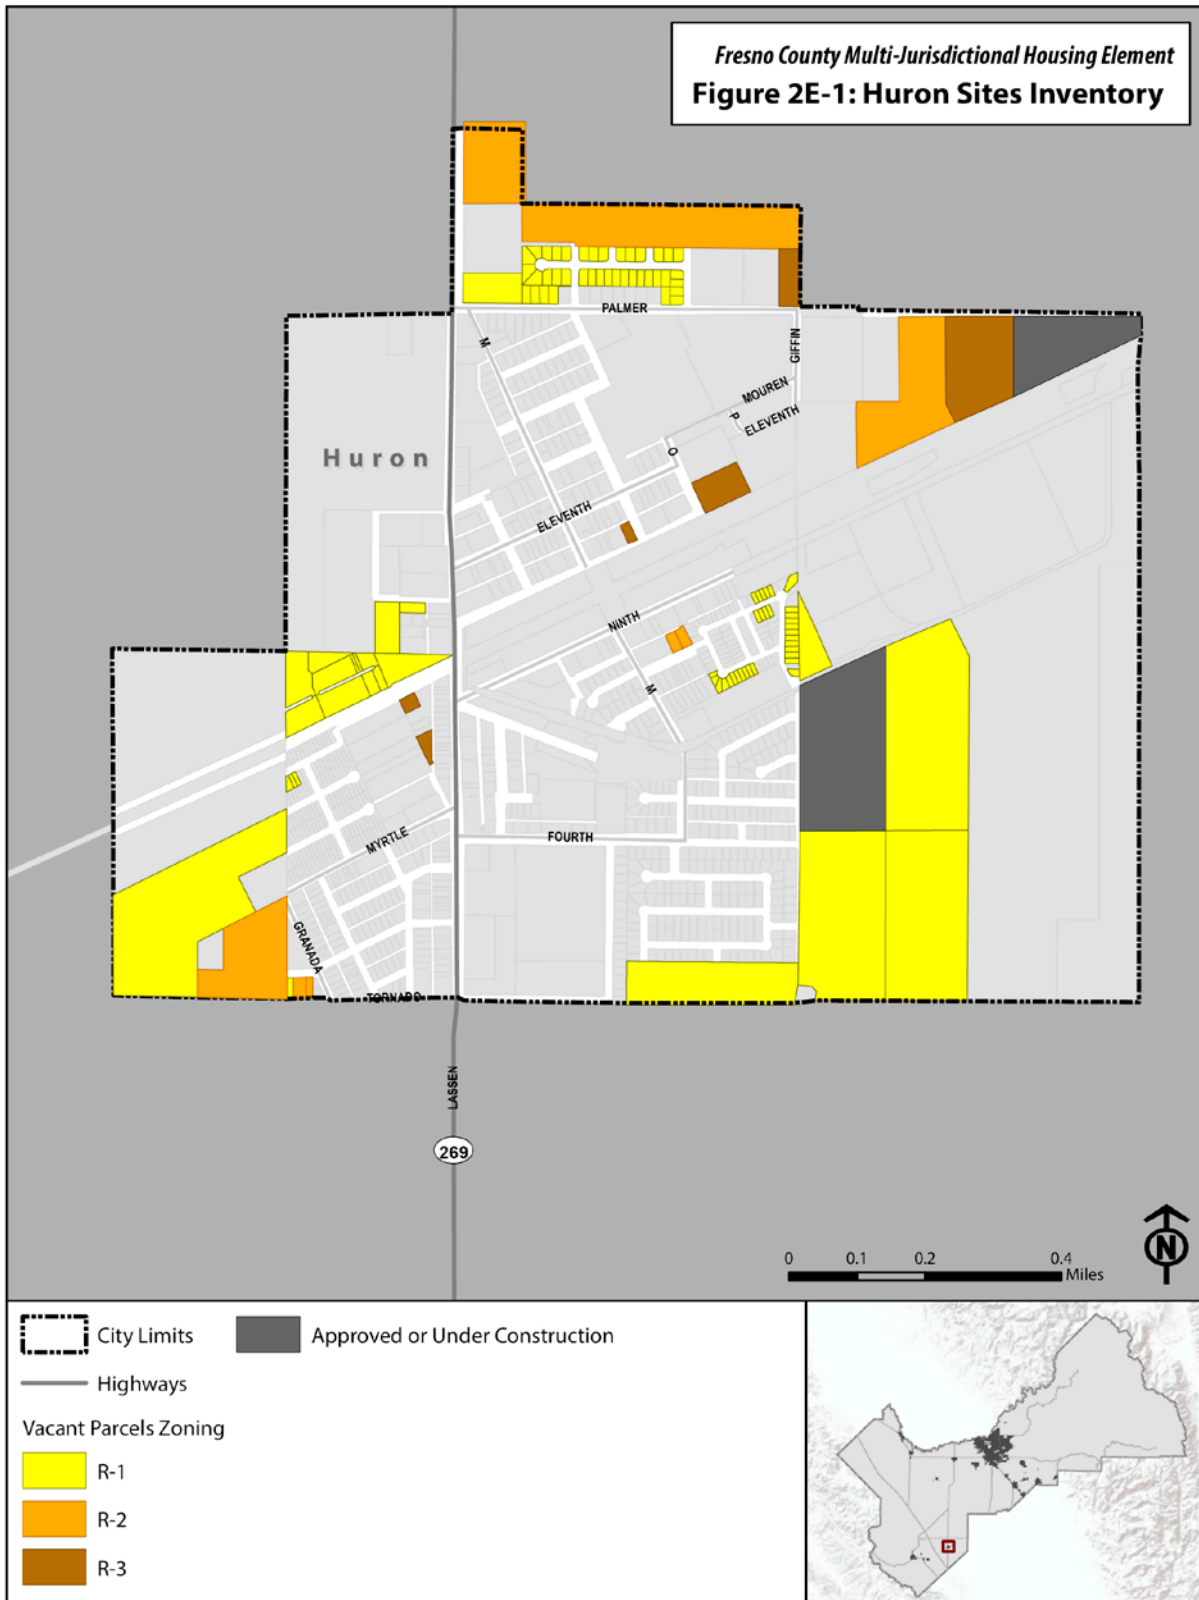 Fresno County Multi-Jurisdictional Housing Element
Figure 2E-1: Huron Sites Inventory
PALMER
M
GIFFIN
MOUREN
P
ELEVENTH
O
Huron
ELEVENTH
NINTH
M
FOURTH
MYRTLE
GRANADA
TORNADO
LASSEN
269
N
0 0.1 0.2 0.4
Miles
City Limits
Approved or Under Construction
Highways
Vacant Parcels Zoning
R-1
R-2
R-3